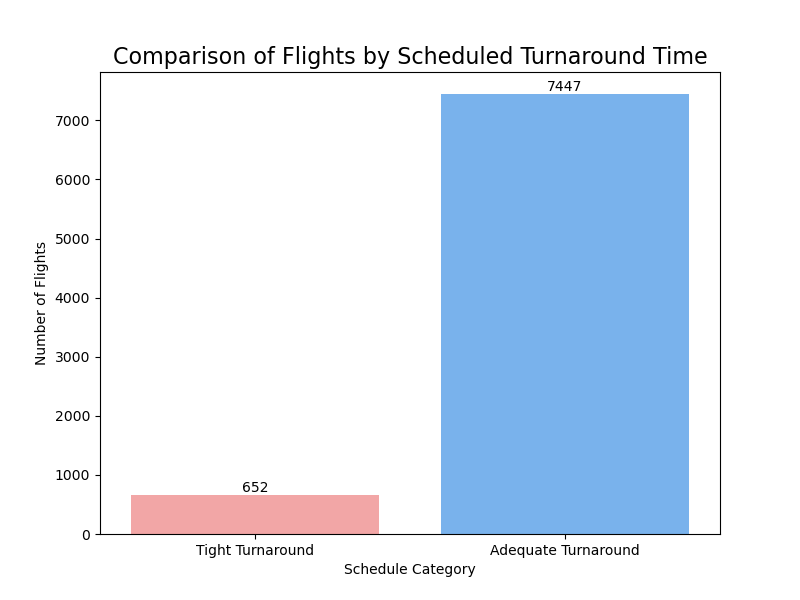 Comparison of Flights by Scheduled Turnaround Time
7447
7000
6000
5000
4000
3000
2000
1000
0
652
Number of Flights
Tight Turnaround
Adequate Turnaround
Schedule Category